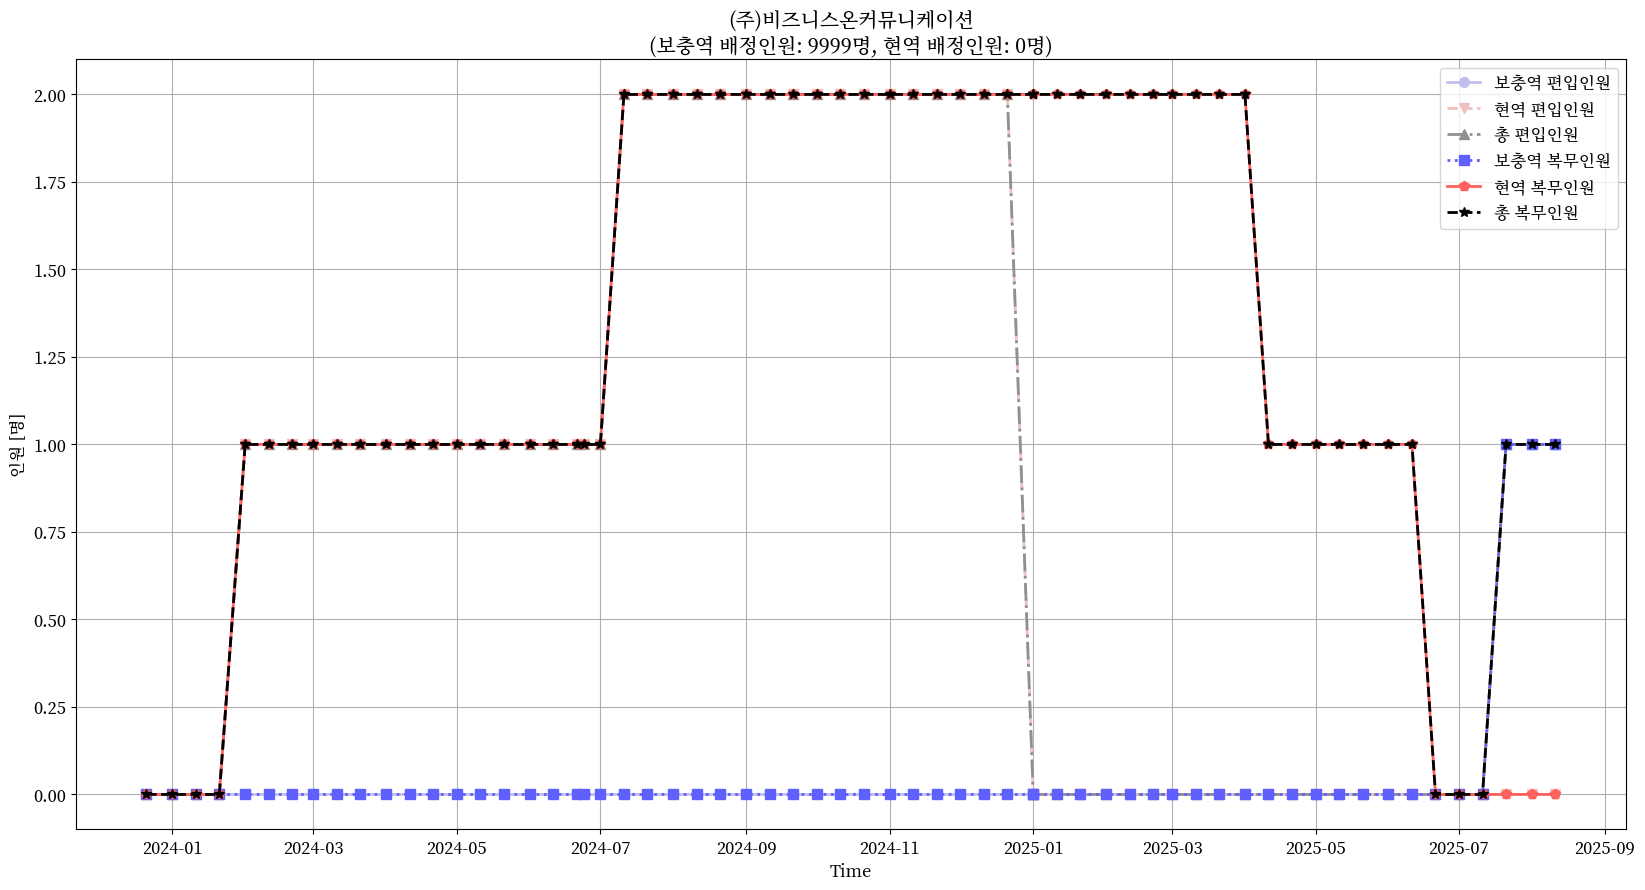 (주)비즈니스온커뮤니케이션
(보충역 배정인원: 9999명, 현역 배정인원: 0명)
보충역 편입인원
현역 편입인원
총 편입인원
보충역 복무인원
현역 복무인원
총 복무인원
인원 [명]
2.00
1.75
1.50
1.25
1.00
0.75
0.50
0.25
0.00
2024-01
2024-03
2024-05
2024-07
2024-09
2024-11
2025-01
2025-03
2025-05
2025-07
2025-09
Time